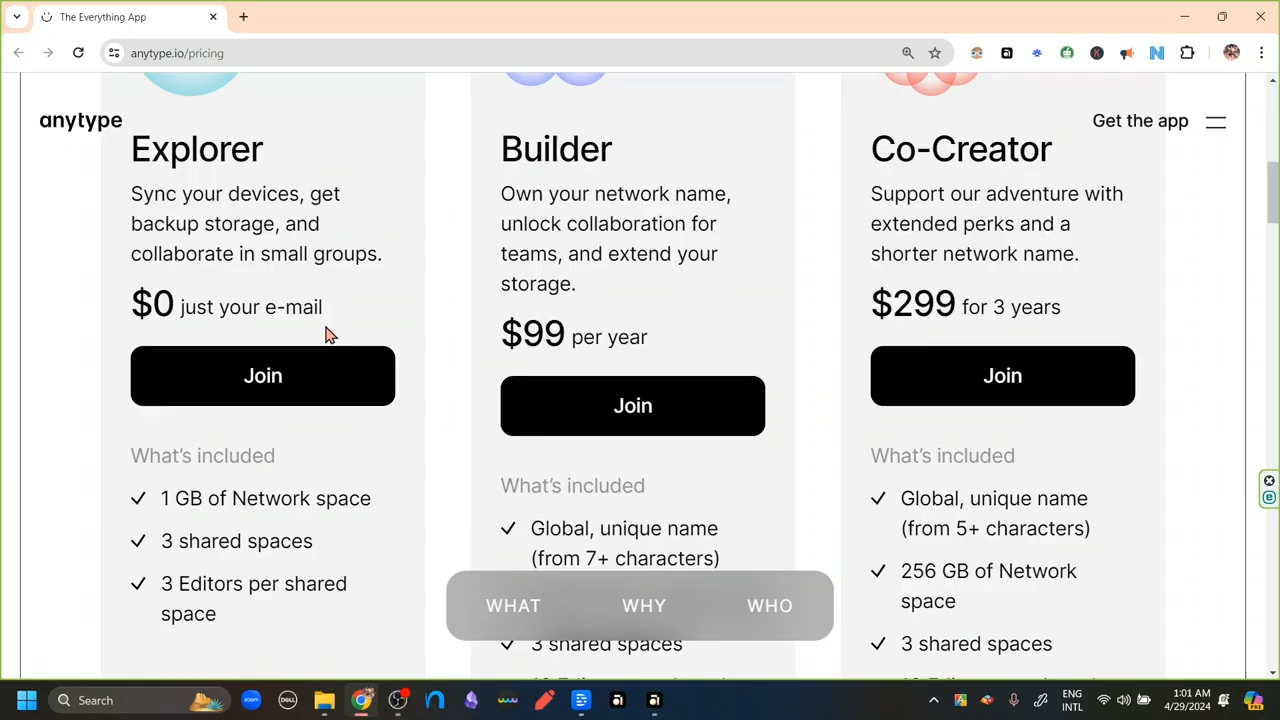 The Everything App
anytype.io/pricing
anytype
Get the app
Explorer
Sync your devices, get
backup storage, and
collaborate in small groups.
$0 just your e-mail
Join
What's included
1 GB of Network space
3 shared spaces
3 Editors per shared
space
Builder
Own your network name,
unlock collaboration for
teams, and extend your
storage.
$99 per year
Join
What's included
Global, unique name
(from 7+ characters)
3 shared spaces
Co-Creator
Support our adventure with
extended perks and a
shorter network name.
$299 for 3 years
Join
What's included
Global, unique name
(from 5+ characters)
256 GB of Network
space
3 shared spaces
WHAT WHY WHO
Search
zoom
DELL
ENG
INTL
1:01 AM
4/29/2024